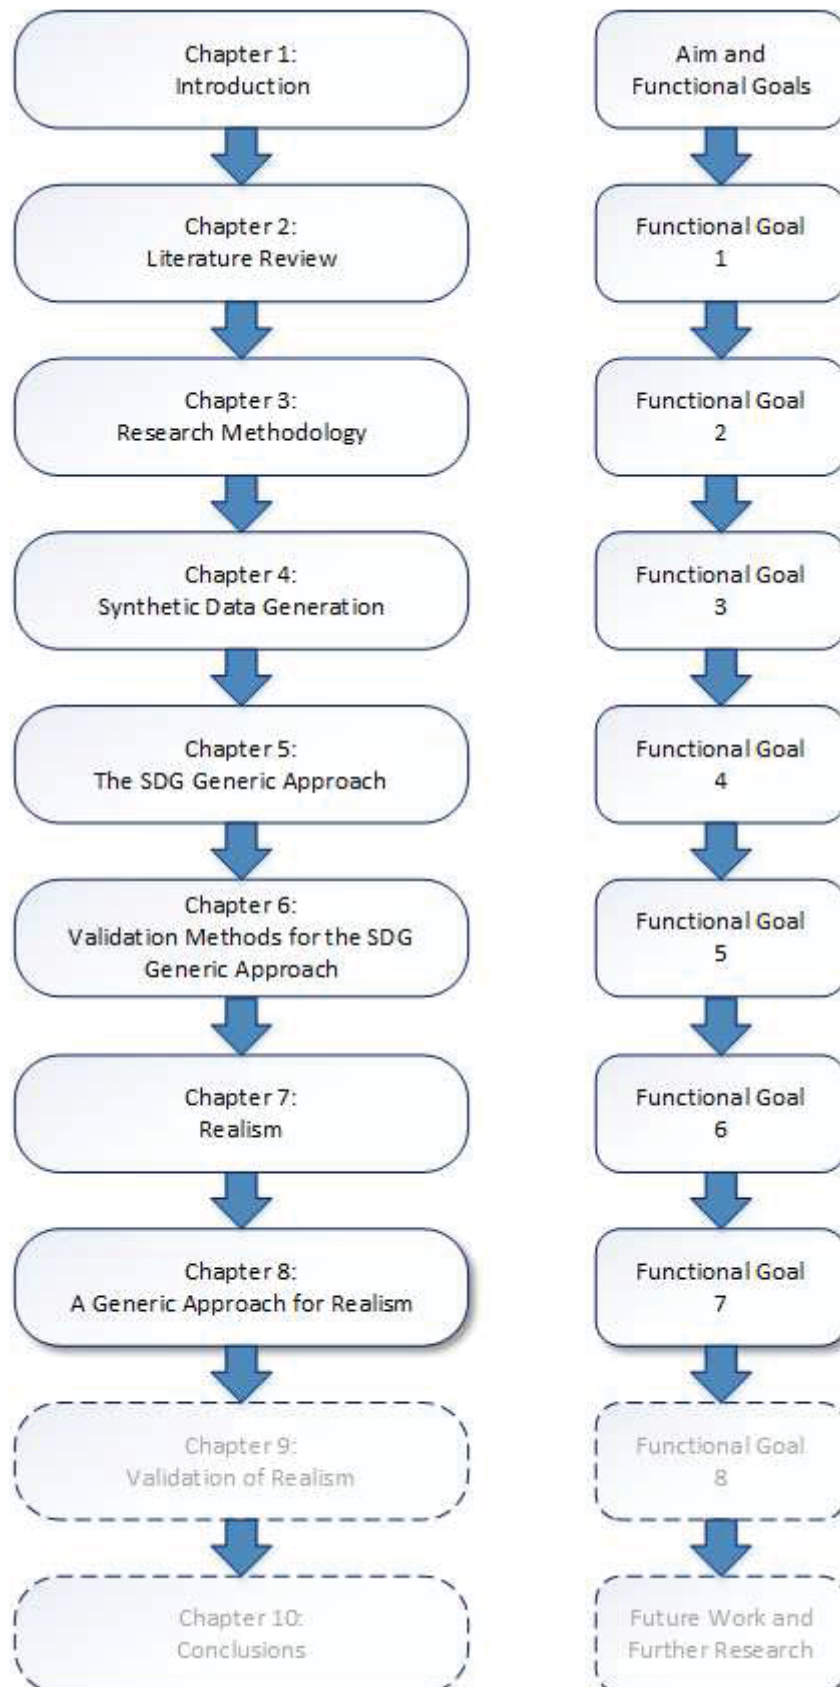 Chapter 1:
Introduction
Aim and
Functional Goals
Chapter 2:
Literature Review
Functional Goal
1
Chapter 3:
Research Methodology
Functional Goal
2
Chapter 4:
Synthetic Data Generation
Functional Goal
3
Chapter 5:
The SDG Generic Approach
Functional Goal
4
Chapter 6:
Validation Methods for the SDG
Generic Approach
Functional Goal
5
Chapter 7:
Realism
Functional Goal
6
Chapter 8:
A Generic Approach for Realism
Functional Goal
7
Chapter 9:
Validation of Realism
Functional Goal
8
Chapter 10:
Conclusions
Future Work and
Further Research